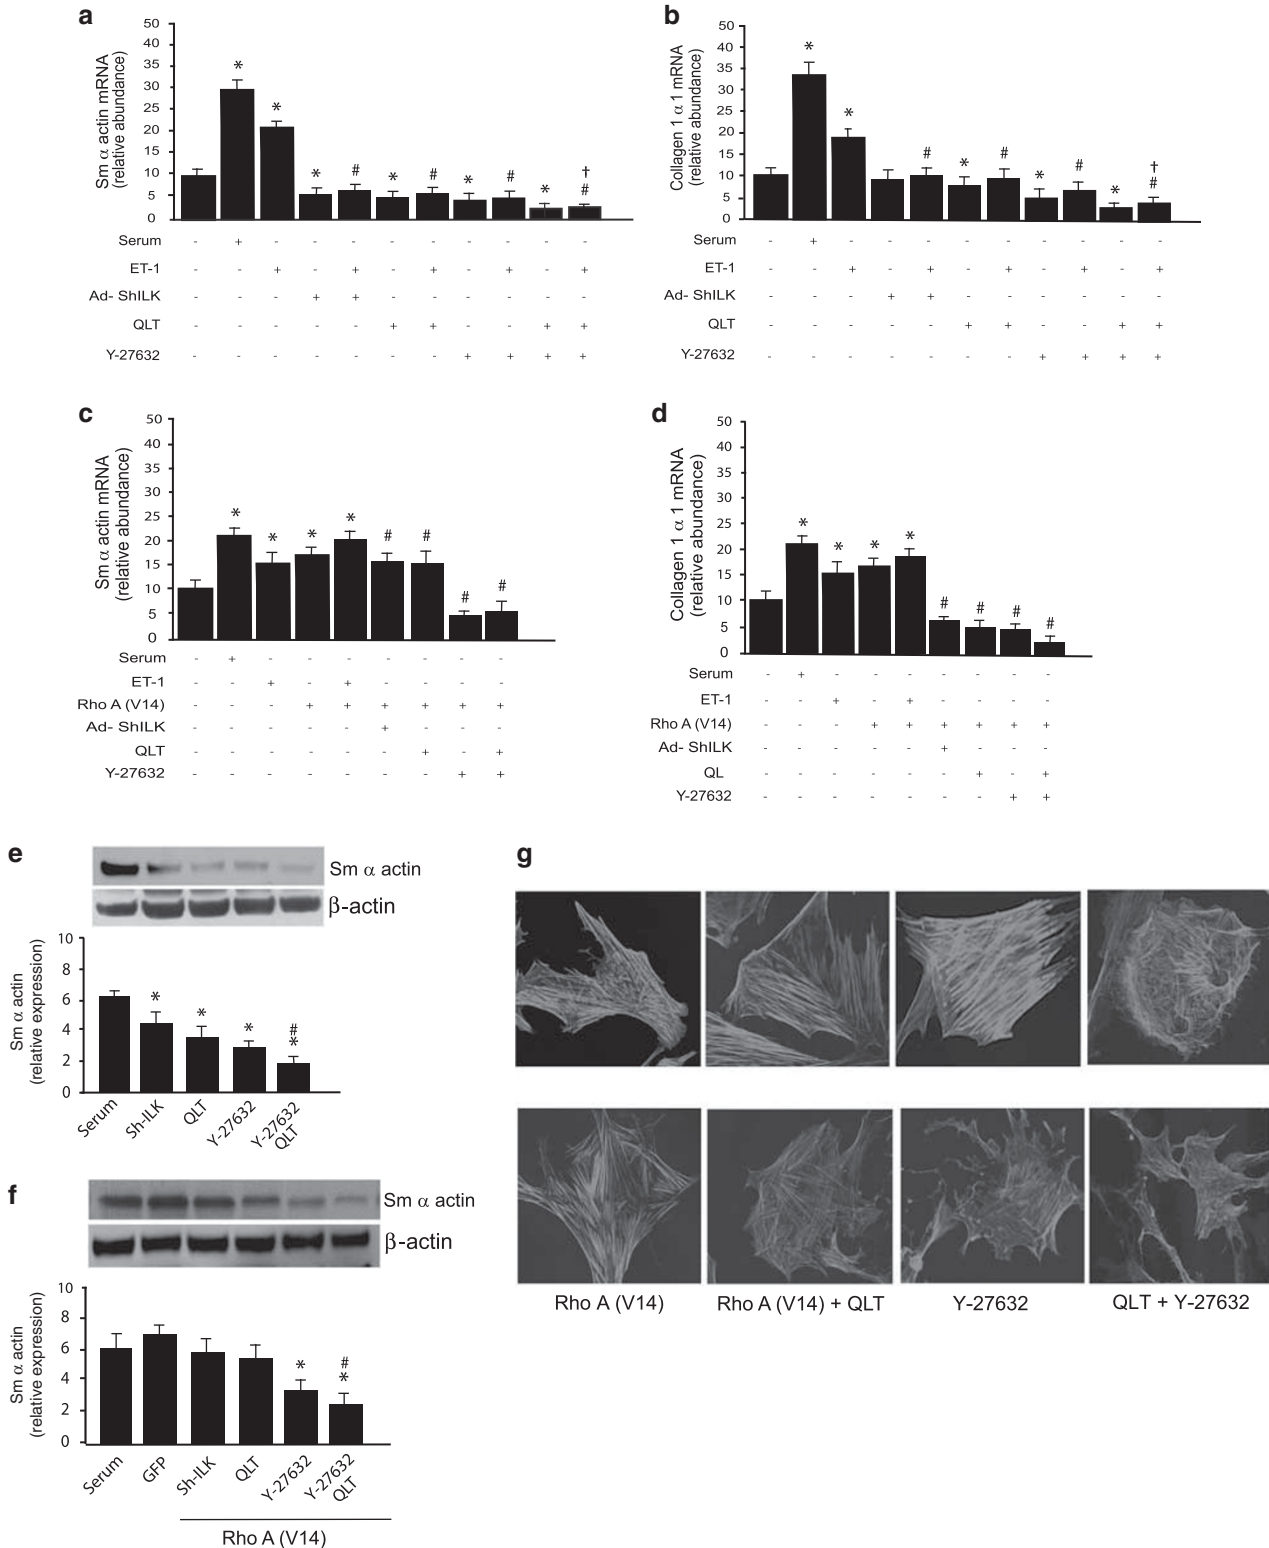 a
Sm α actin mRNA
(relative abundance)
50
40
35
30
25
20
15
10
5
0
* * * # * # * # * † #
Serum - + - - - - - - - - -
ET-1 - - + - + - + - + - +
Ad- ShILK - - - + + - - - - - -
QLT - - - - - + + - - + +
Y-27632 - - - - - - - + + + +
b
Collagen 1 α 1 mRNA
(relative abundance)
50
40
35
30
25
20
15
10
5
0
* * # * # * # * † #
Serum - + - - - - - - - - -
ET-1 - - + - + - + - + - +
Ad- ShILK - - - + + - - - - - -
QLT - - - - - + + - - + +
Y-27632 - - - - - - - + + + +
c
Sm α actin mRNA
(relative abundance)
50
40
35
30
25
20
15
10
5
0
* * * * # # # #
Serum - + - - - - - - -
ET-1 - - + - + - - - -
Rho A (V14) - - - + + + + + +
Ad- ShILK - - - - - + - - -
QLT - - - - - - + - +
Y-27632 - - - - - - - + +
d
Collagen 1 α 1 mRNA
(relative abundance)
50
40
35
30
25
20
15
10
5
0
* * * * # # # #
Serum - + - - - - - - -
ET-1 - - + - + - - - -
Rho A (V14) - - - + + + + + +
Ad- ShILK - - - - - + - - -
QL - - - - - - + - +
Y-27632 - - - - - - - + +
e
Sm α actin
β-actin
Sm α actin
(relative expression)
10
8
6
4
2
0
* * * # *
Serum
Sh-ILK
QLT
Y-27632
Y-27632
QLT
f
Sm α actin
β-actin
Sm α actin
(relative expression)
10
8
6
4
2
0
* # *
Serum
GFP
Sh-ILK
QLT
Y-27632
Y-27632
QLT
Rho A (V14)
g
Rho A (V14)
Rho A (V14) + QLT
Y-27632
QLT + Y-27632